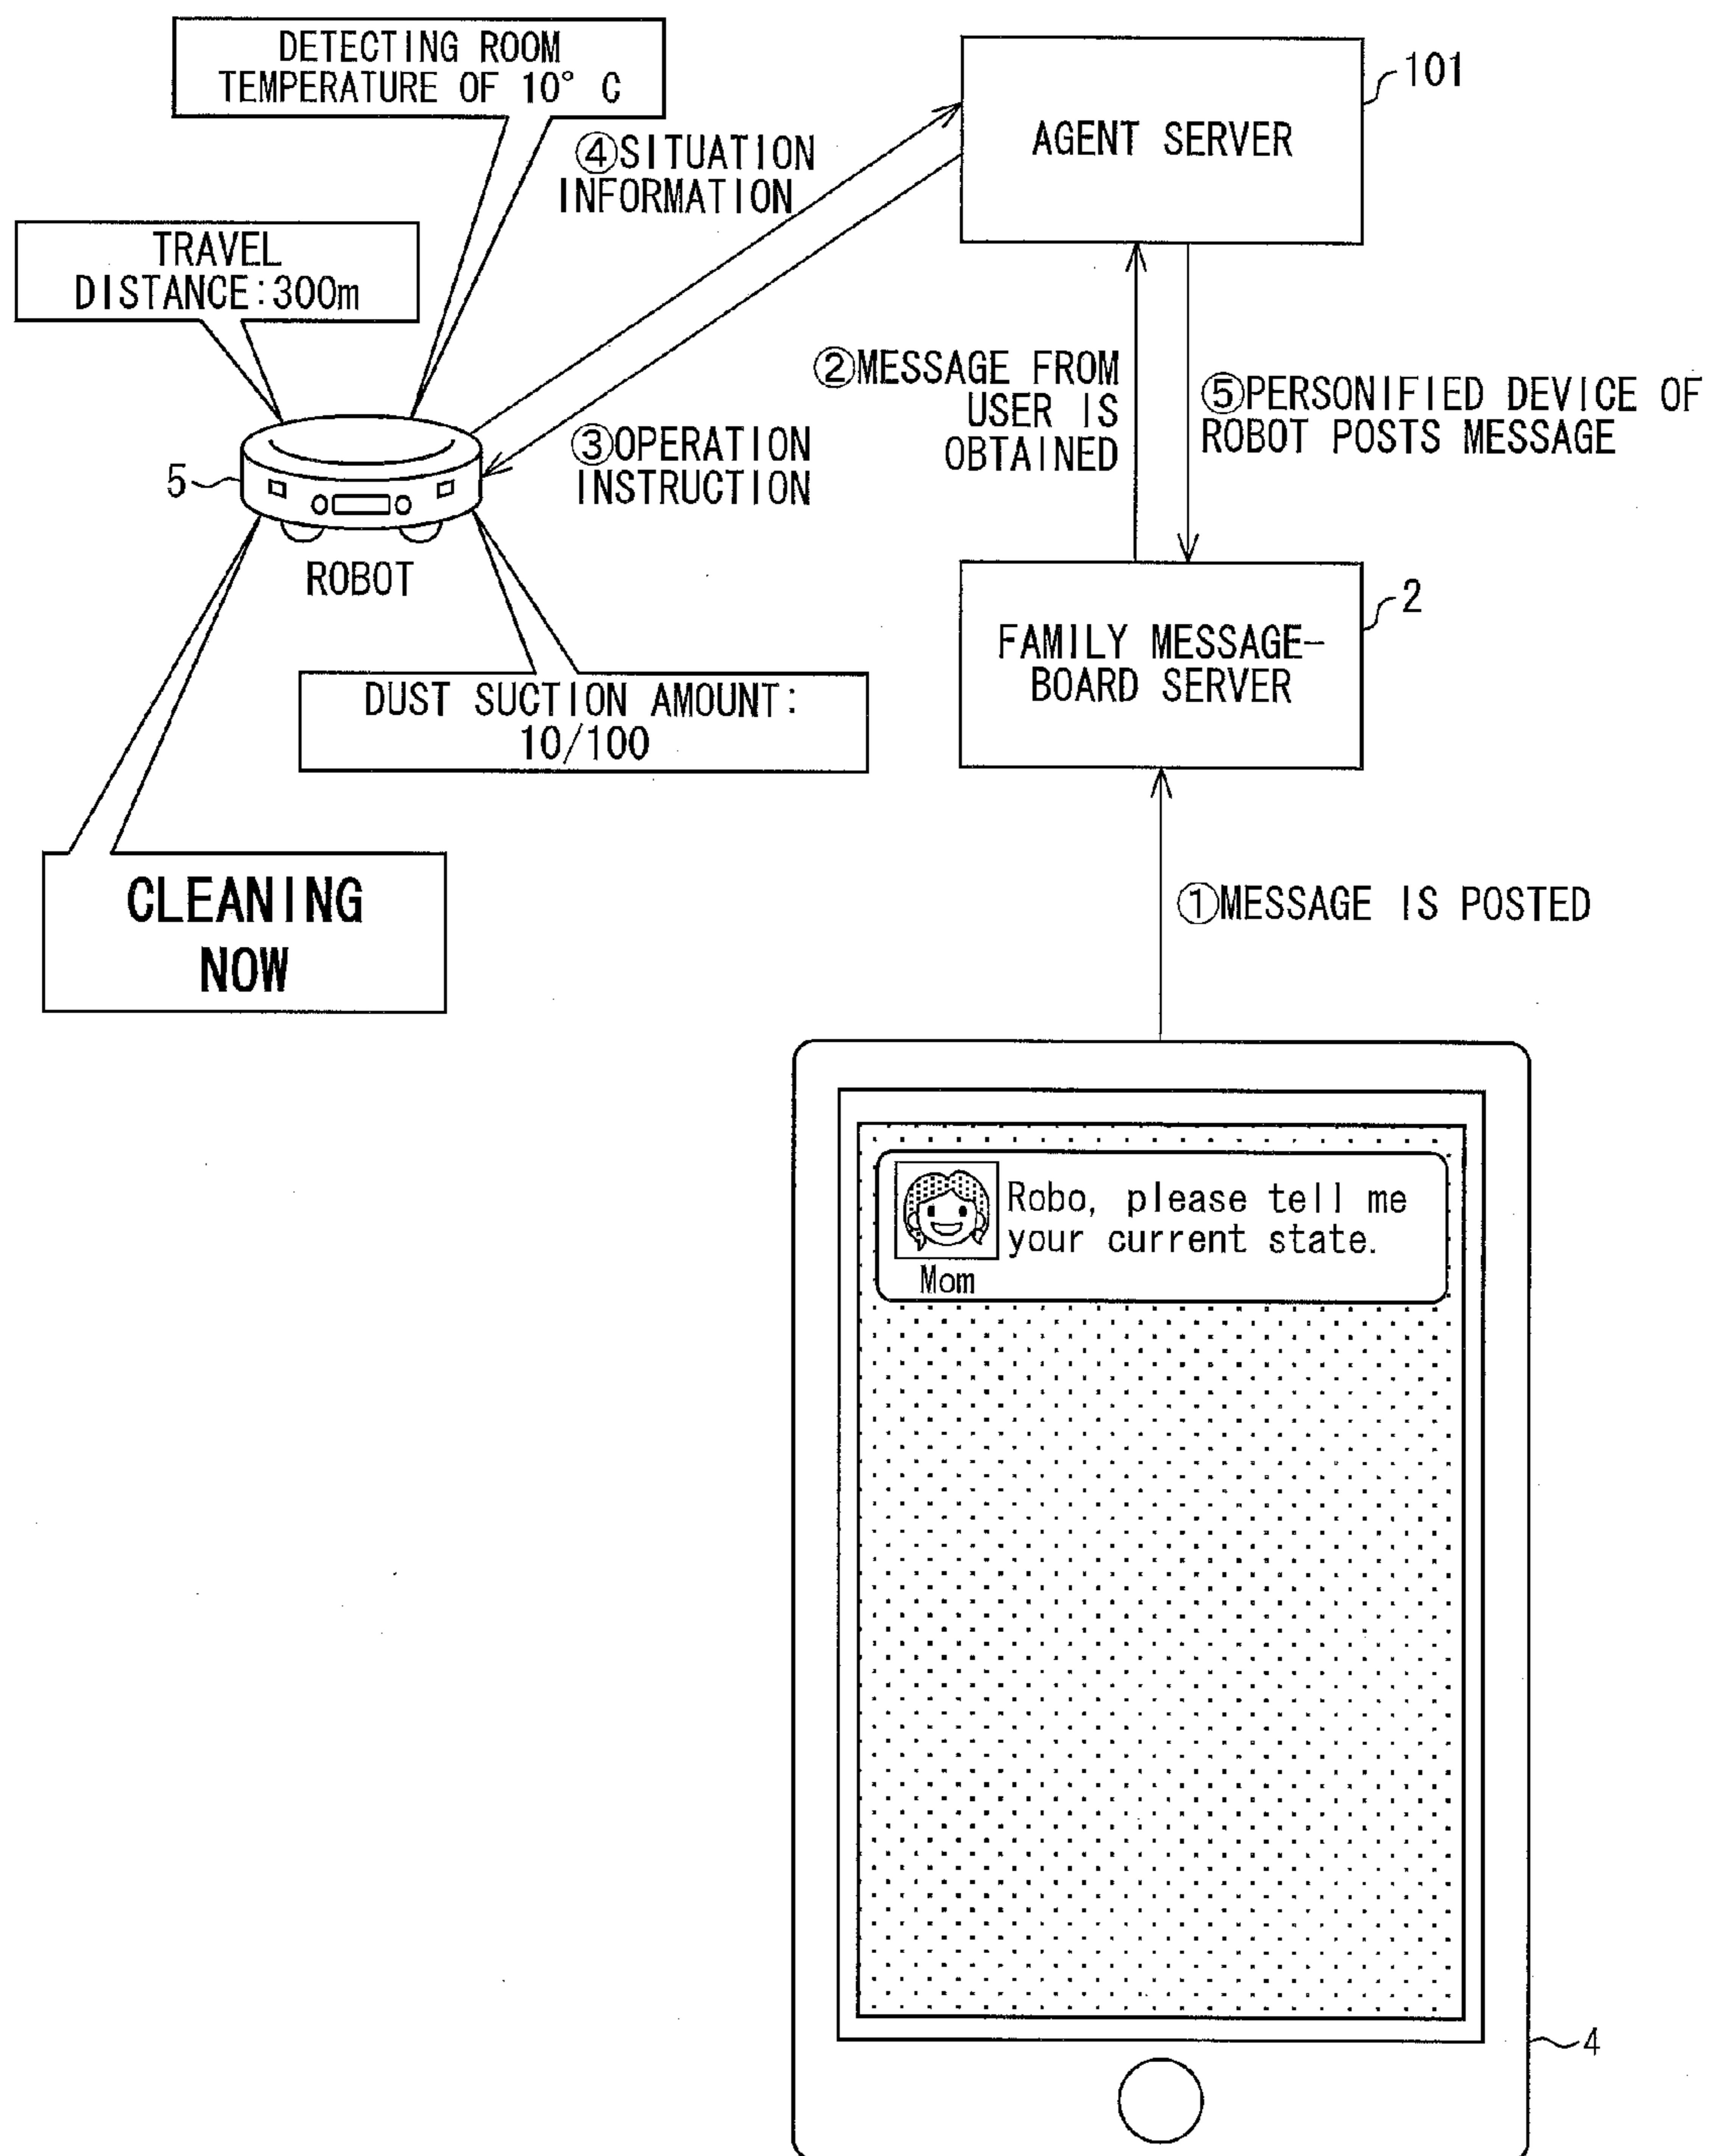 DETECTING ROOM
TEMPERATURE OF 10° C
101
AGENT SERVER
④SITUATION
INFORMATION
TRAVEL
DISTANCE:300m
②MESSAGE FROM
USER IS
OBTAINED
⑤PERSONIFIED DEVICE OF
ROBOT POSTS MESSAGE
③OPERATION
INSTRUCTION
5
ROBOT
2
FAMILY MESSAGE-
BOARD SERVER
DUST SUCTION AMOUNT:
10/100
CLEANING
NOW
①MESSAGE IS POSTED
Robo, please tell me
your current state.
Mom
4